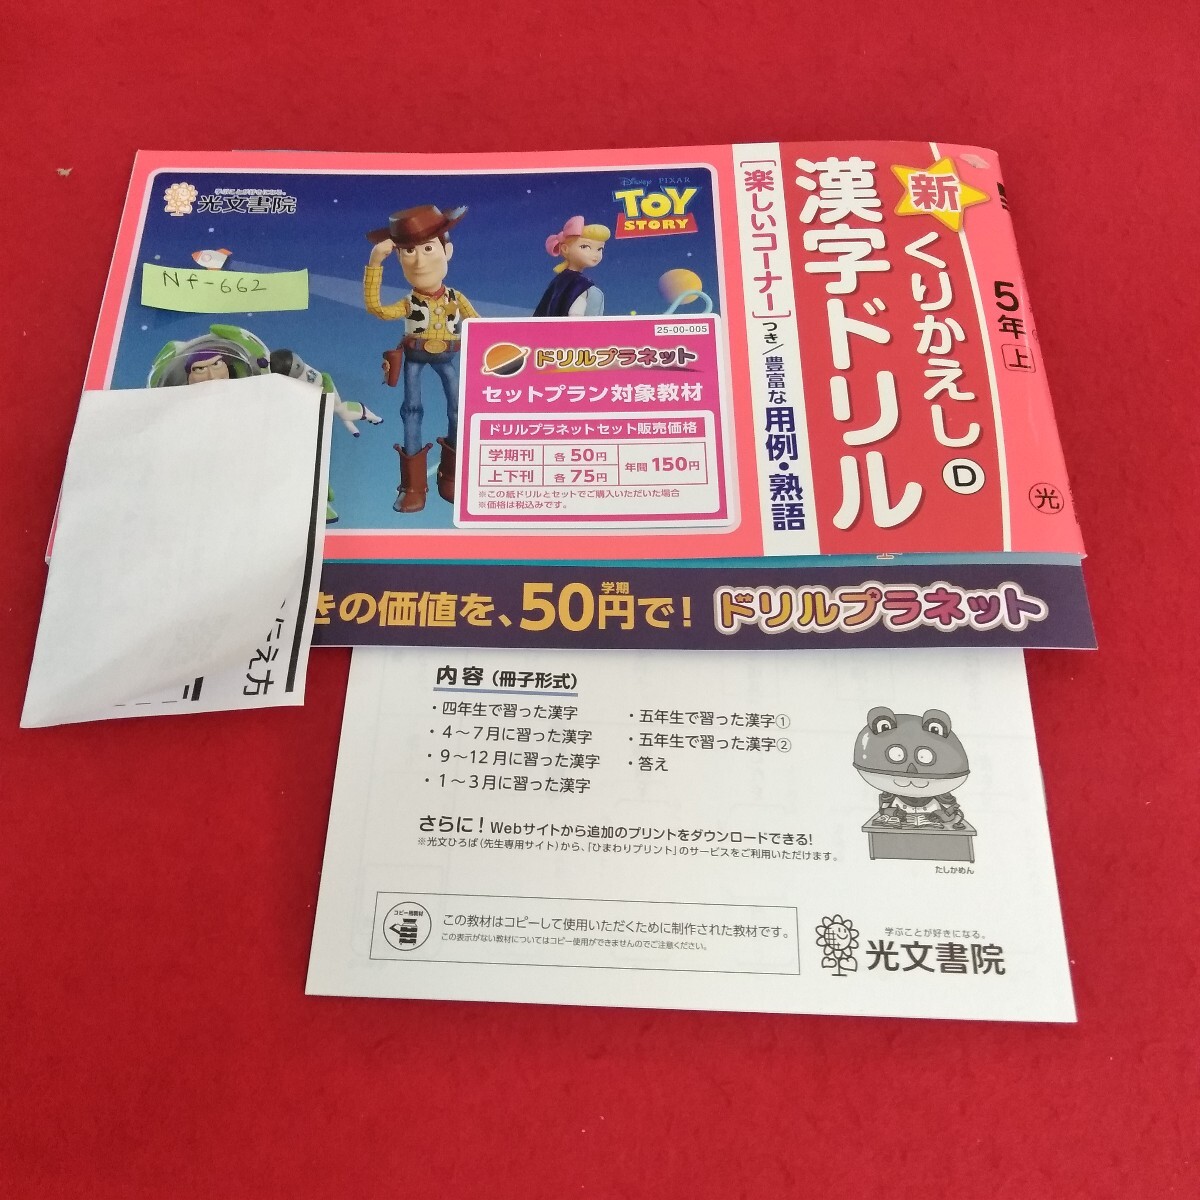 学ぶことが好きになる。
光文書院
Nf-662
Disney PIXAR
TOY
STORY
25-00-005
ドリルプラネット
セットプラン対象教材
ドリルプラネットセット販売価格
学期刊 各50円
上下刊 各75円
年間150円
※この紙ドリルとセットでご購入いただいた場合
※価格は税込みです。
新
くりかえし
漢字ドリル
D
[楽しいコーナー]つき/豊富な用例・熟語
5年
上
光
きの価値を、50円で!
学期
ドリルプラネット
え方
内容(冊子形式)
・四年生で習った漢字
・4〜7月に習った漢字
・9〜12月に習った漢字
・1〜3月に習った漢字
・五年生で習った漢字①
・五年生で習った漢字②
・答え
さらに!Webサイトから追加のプリントをダウンロードできる!
※光文ひろば(先生専用サイト)から、「ひまわりプリント」のサービスをご利用いただけます。
たしかめん
この教材はコピーして使用いただくために制作された教材です。
この表示がない教材についてはコピー使用ができませんのでご注意ください。
学ぶことが好きになる。
光文書院